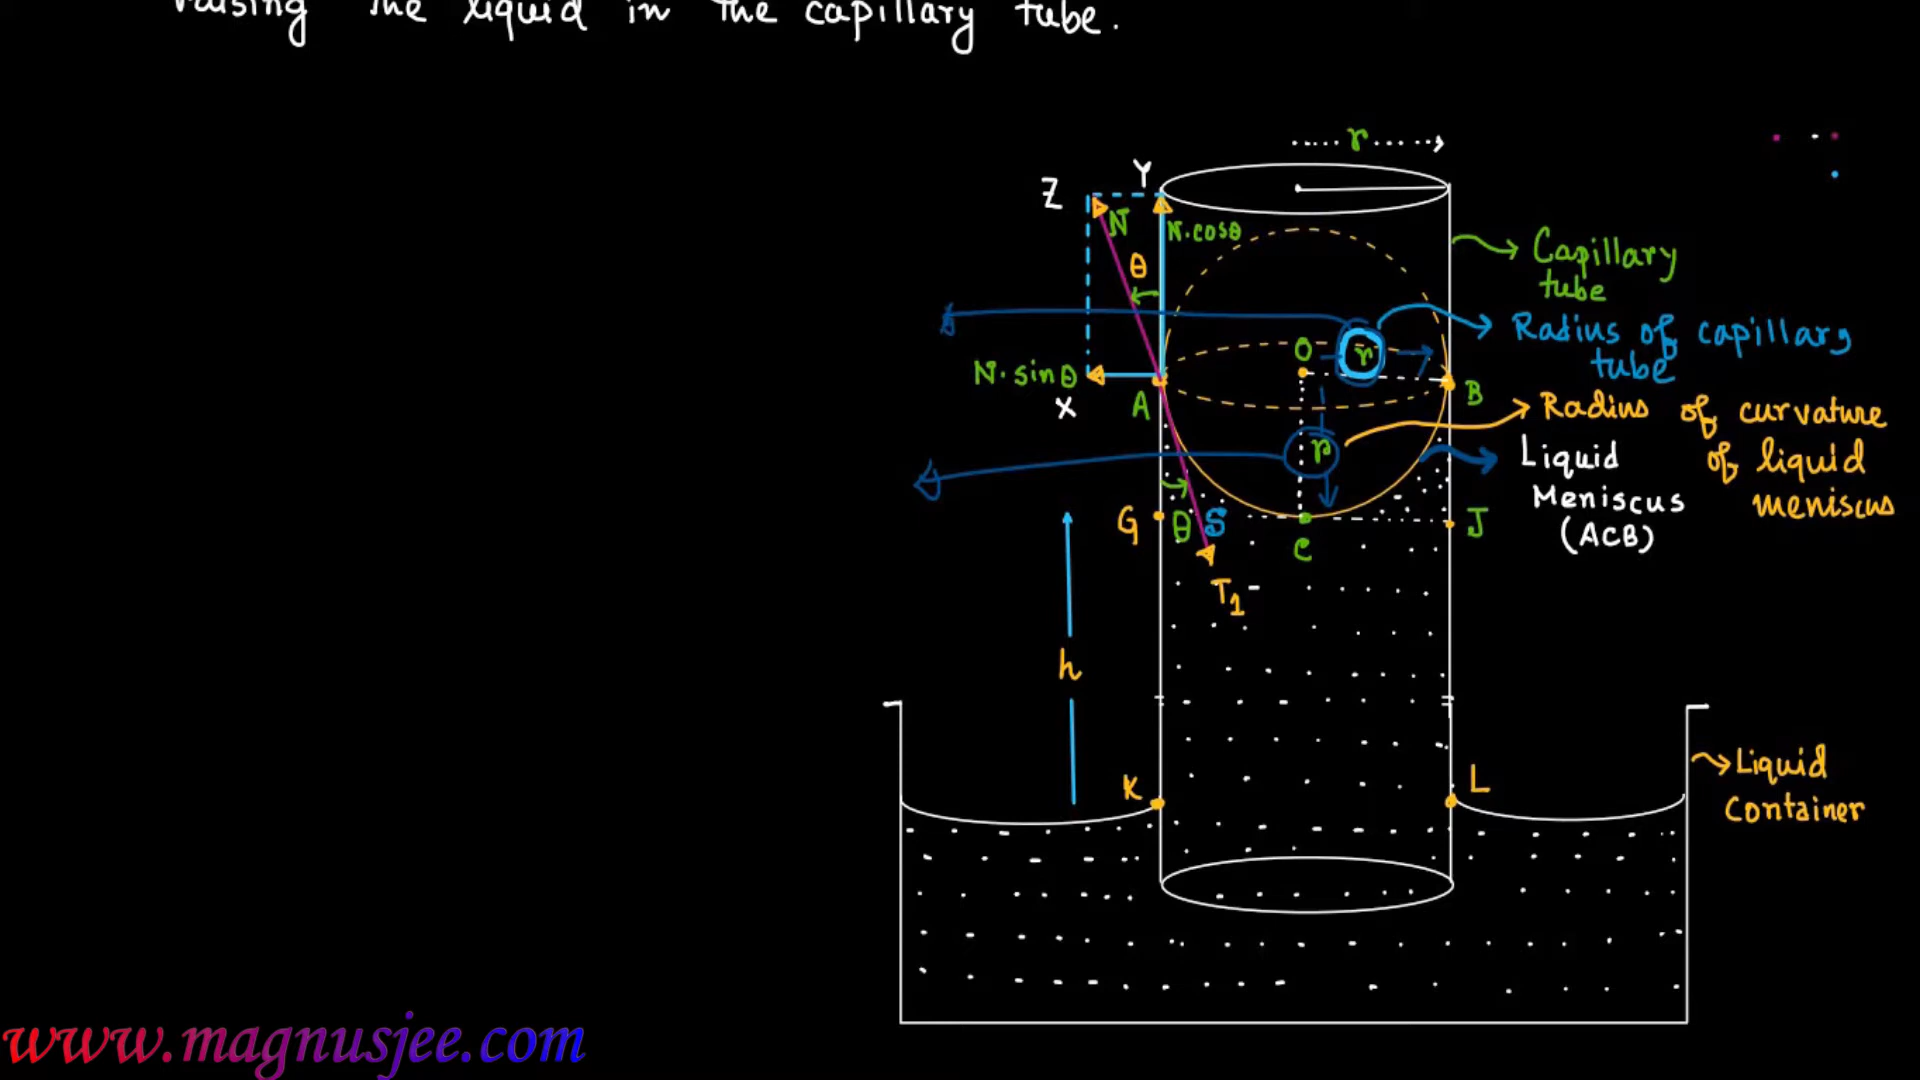 raising the liquid in the capillary tube.
r
Y
Z
N
N.cosθ
θ
Capillary
tube
Radius of capillary
tube
O
r
N.sinθ
X
A
B
Radius of curvature
of liquid
meniscus
r
Liquid
Meniscus
(ACB)
G
θ
S
C
J
T1
h
K
L
Liquid
Container
www.magnusjee.com